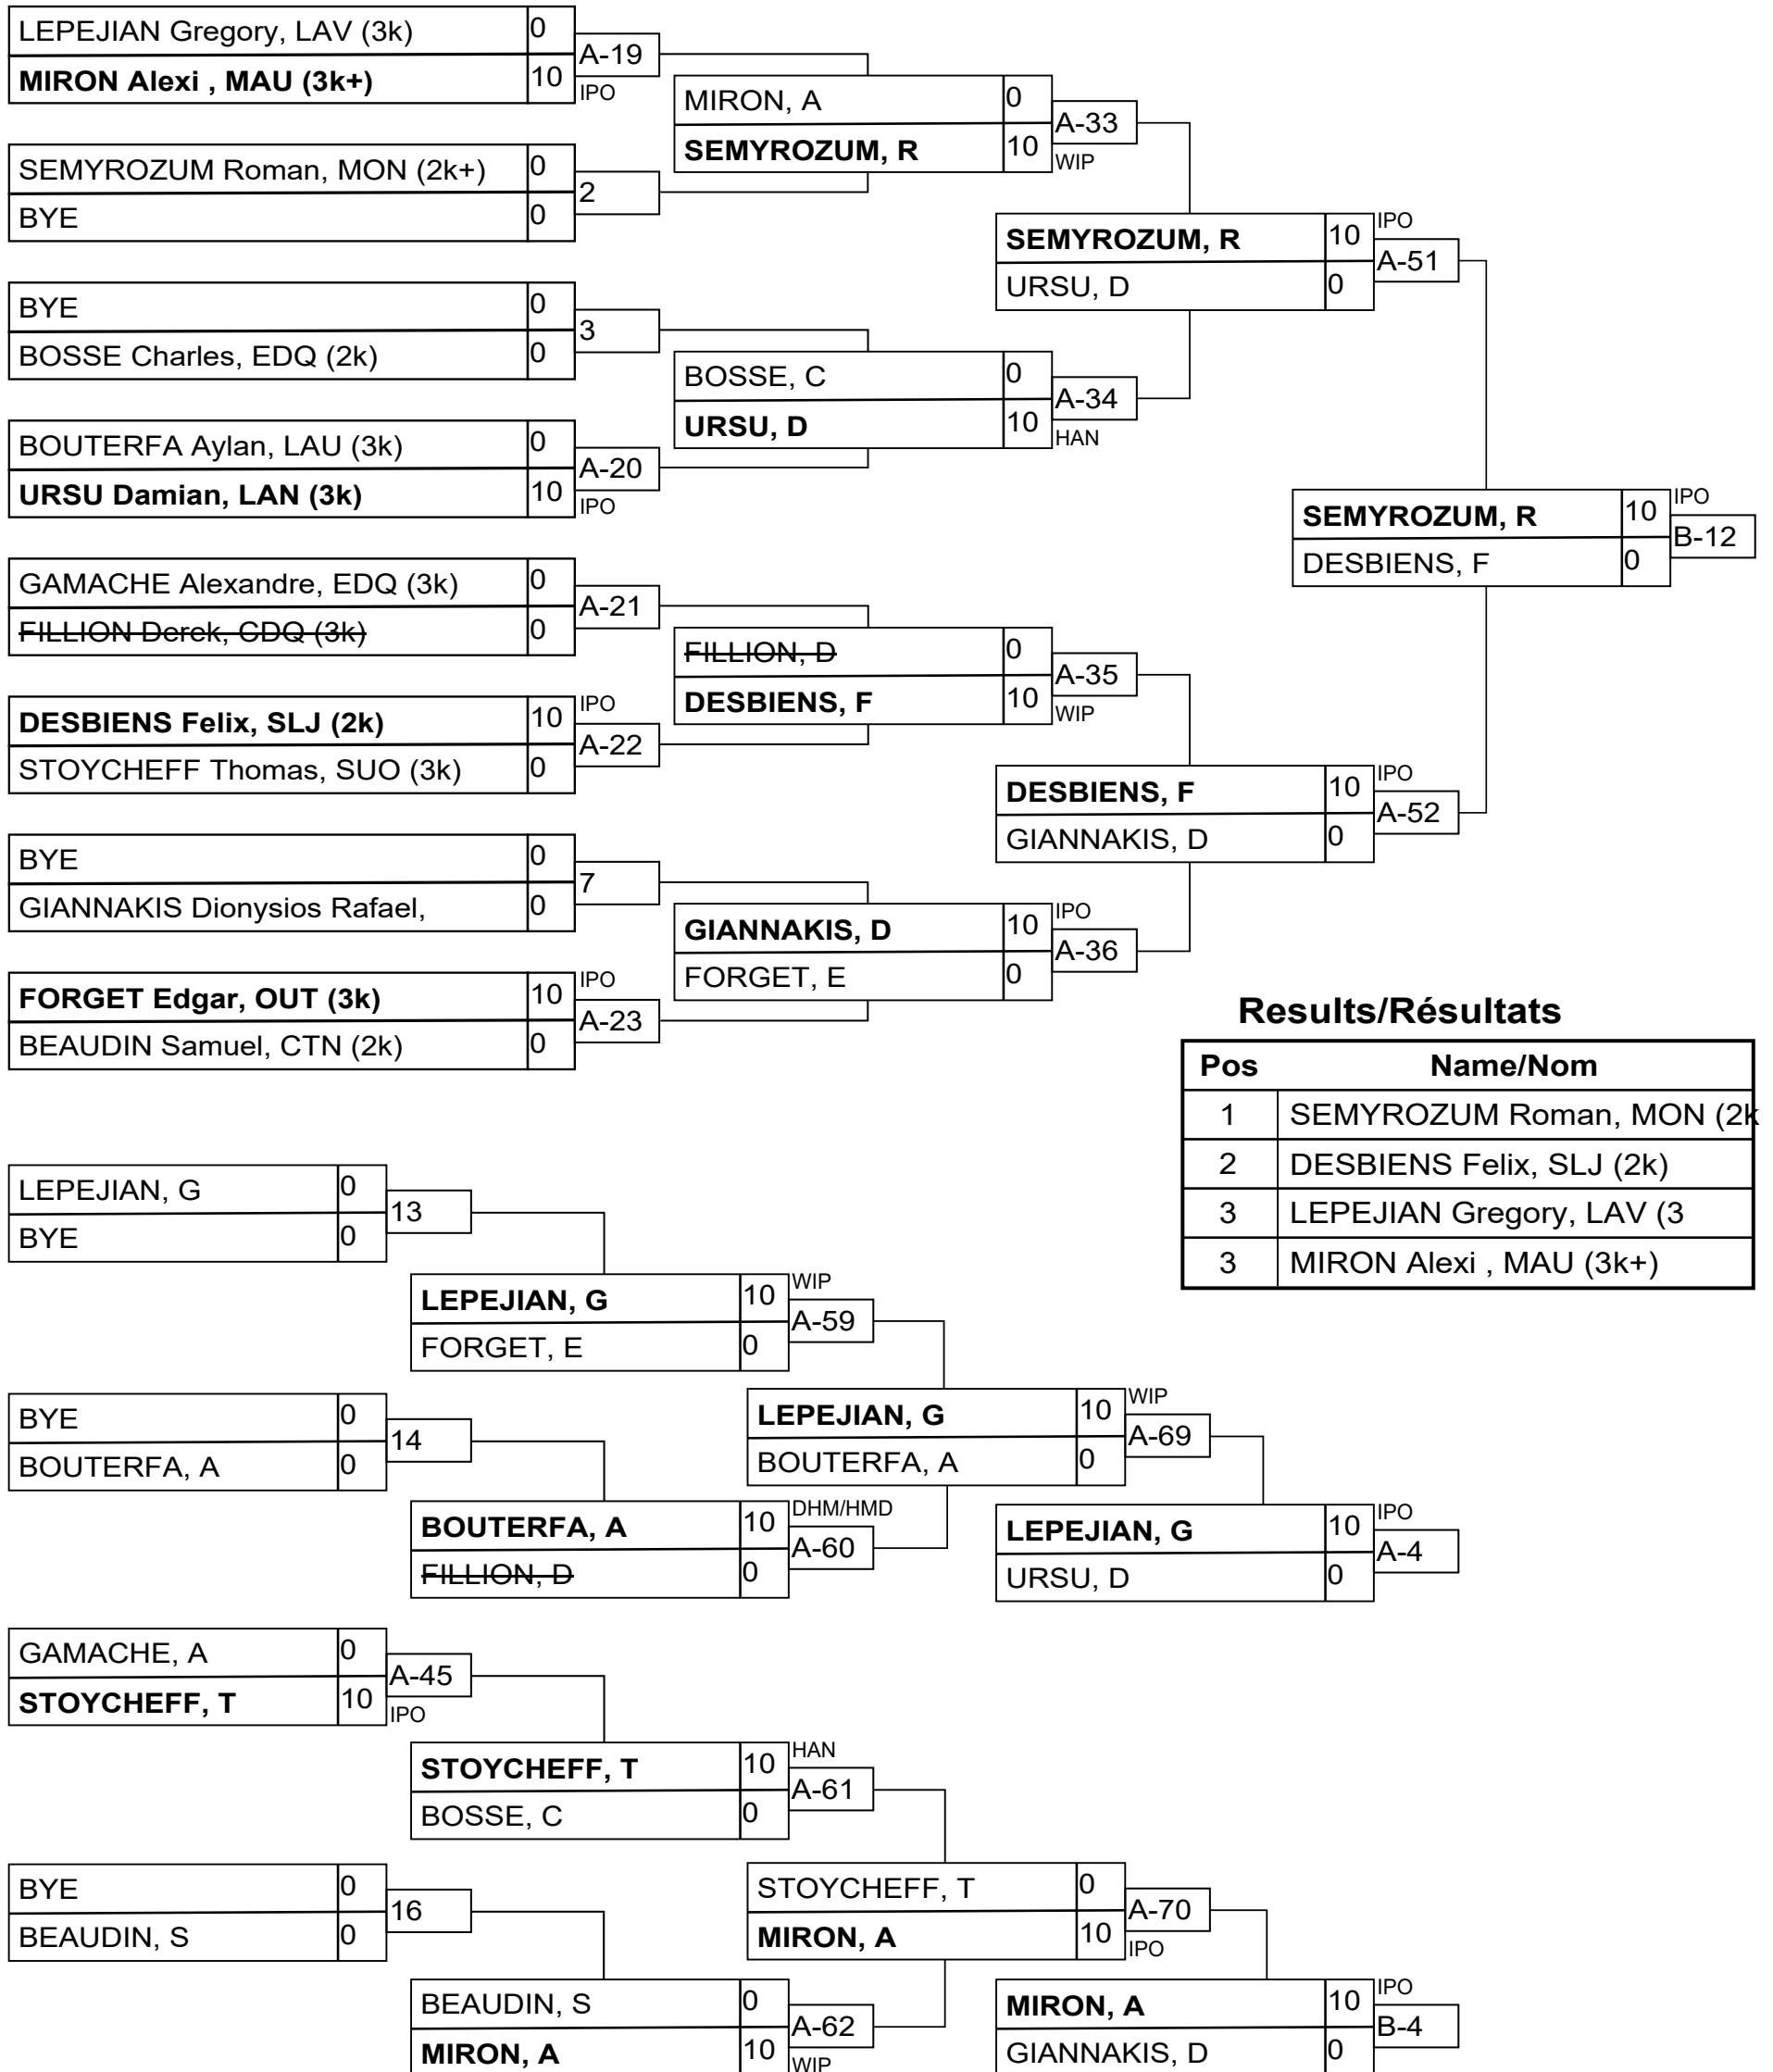 LEPEJIAN Gregory, LAV (3k) 0
A-19
MIRON Alexi , MAU (3k+) 10 IPO
SEMYROZUM Roman, MON (2k+) 0
2
BYE 0
BYE 0
3
BOSSE Charles, EDQ (2k) 0
BOUTERFA Aylan, LAU (3k) 0
A-20
URSU Damian, LAN (3k) 10 IPO
GAMACHE Alexandre, EDQ (3k) 0
A-21
FILLION Derek, CDQ (3k) 0
DESBIENS Felix, SLJ (2k) 10 IPO
A-22
STOYCHEFF Thomas, SUO (3k) 0
BYE 0
7
GIANNAKIS Dionysios Rafael, 0
FORGET Edgar, OUT (3k) 10 IPO
A-23
BEAUDIN Samuel, CTN (2k) 0
MIRON, A 0
A-33
SEMYROZUM, R 10 WIP
BOSSE, C 0
A-34
URSU, D 10 HAN
FILLION, D 0
A-35
DESBIENS, F 10 WIP
GIANNAKIS, D 10 IPO
A-36
FORGET, E 0
SEMYROZUM, R 10 IPO
A-51
URSU, D 0
DESBIENS, F 10 IPO
A-52
GIANNAKIS, D 0
SEMYROZUM, R 10 IPO
B-12
DESBIENS, F 0
Results/Résultats
Pos Name/Nom
1 SEMYROZUM Roman, MON (2k
2 DESBIENS Felix, SLJ (2k)
3 LEPEJIAN Gregory, LAV (3
3 MIRON Alexi , MAU (3k+)
LEPEJIAN, G 0
13
BYE 0
BYE 0
14
BOUTERFA, A 0
GAMACHE, A 0
A-45
STOYCHEFF, T 10 IPO
BYE 0
16
BEAUDIN, S 0
LEPEJIAN, G 10 WIP
A-59
FORGET, E 0
BOUTERFA, A 10 DHM/HMD
A-60
FILLION, D 0
STOYCHEFF, T 10 HAN
A-61
BOSSE, C 0
BEAUDIN, S 0
A-62
MIRON, A 10 WIP
LEPEJIAN, G 10 WIP
A-69
BOUTERFA, A 0
STOYCHEFF, T 0
A-70
MIRON, A 10 IPO
LEPEJIAN, G 10 IPO
A-4
URSU, D 0
MIRON, A 10 IPO
B-4
GIANNAKIS, D 0